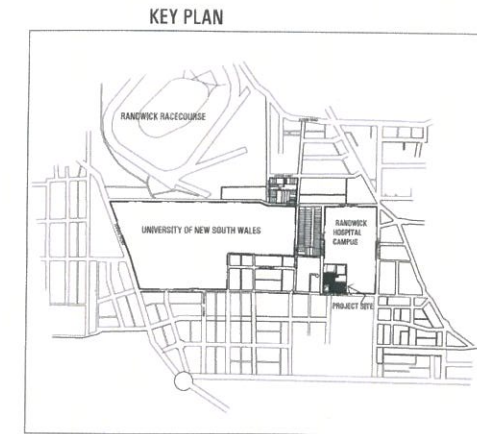 KEY PLAN
RANDWICK RACECOURSE
UNIVERSITY OF NEW SOUTH WALES
RANDWICK
HOSPITAL
CAMPUS
PROJECT SITE